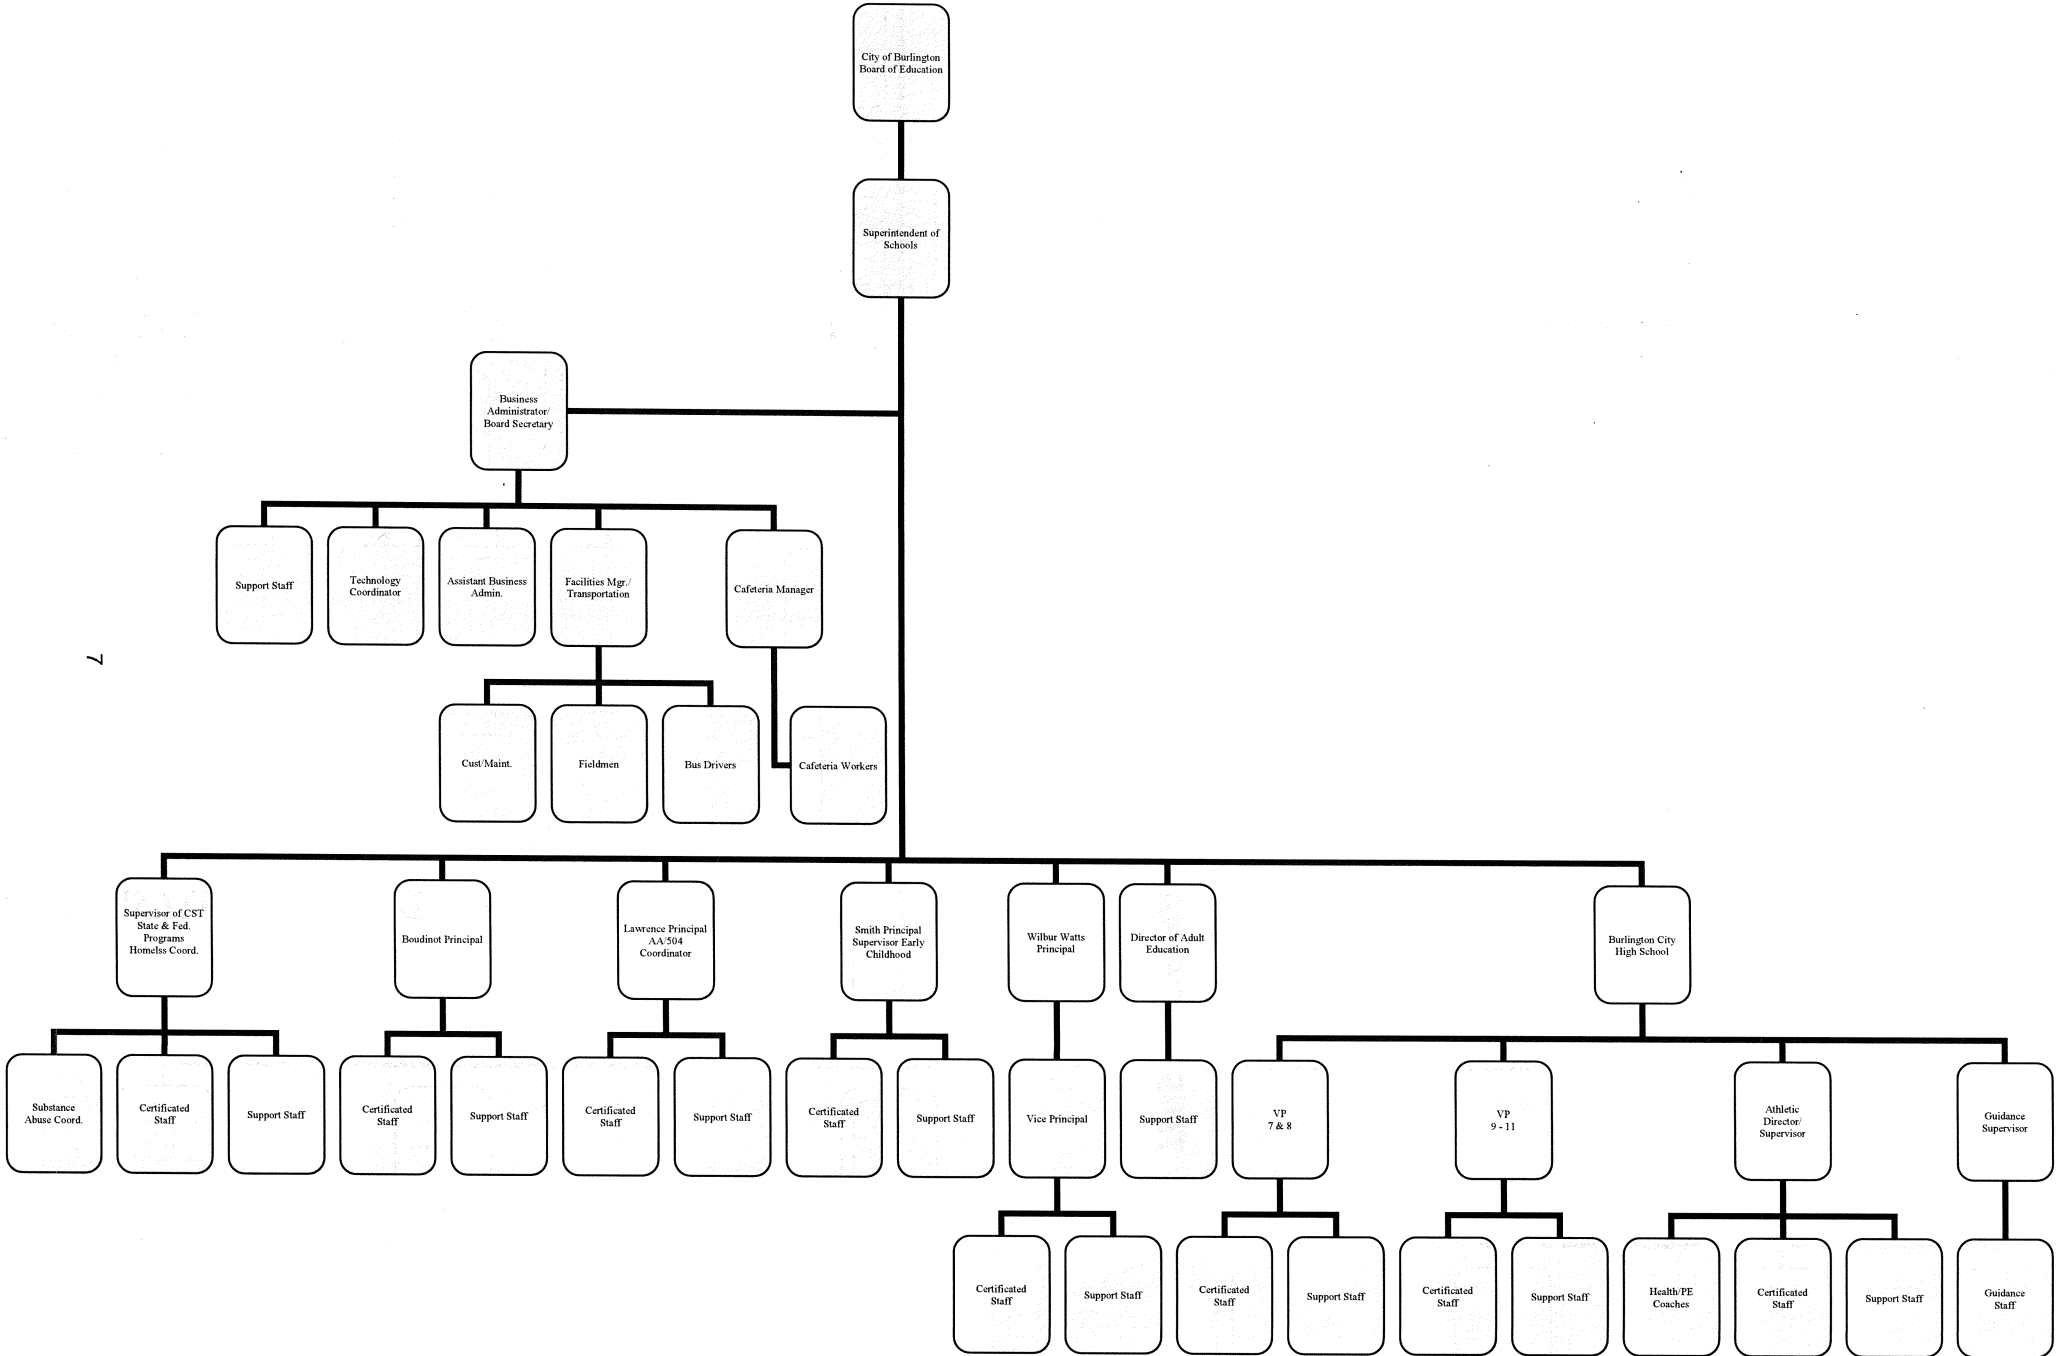 City of Burlington
Board of Education
Superintendent of
Schools
Business
Administrator/
Board Secretary
Support Staff
Technology
Coordinator
Assistant Business
Admin.
Facilities Mgr./
Transportation
Cafeteria Manager
7
Cust/Maint.
Fieldmen
Bus Drivers
Cafeteria Workers
Supervisor of CST
State & Fed.
Programs
Homelss Coord.
Boudinot Principal
Lawrence Principal
AA/504
Coordinator
Smith Principal
Supervisor Early
Childhood
Wilbur Watts
Principal
Director of Adult
Education
Burlington City
High School
Substance
Abuse Coord.
Certificated
Staff
Support Staff
Certificated
Staff
Support Staff
Certificated
Staff
Support Staff
Certificated
Staff
Support Staff
Vice Principal
Support Staff
VP
7 & 8
VP
9 - 11
Athletic
Director/
Supervisor
Guidance
Supervisor
Certificated
Staff
Support Staff
Certificated
Staff
Support Staff
Certificated
Staff
Support Staff
Health/PE
Coaches
Certificated
Staff
Support Staff
Guidance
Staff